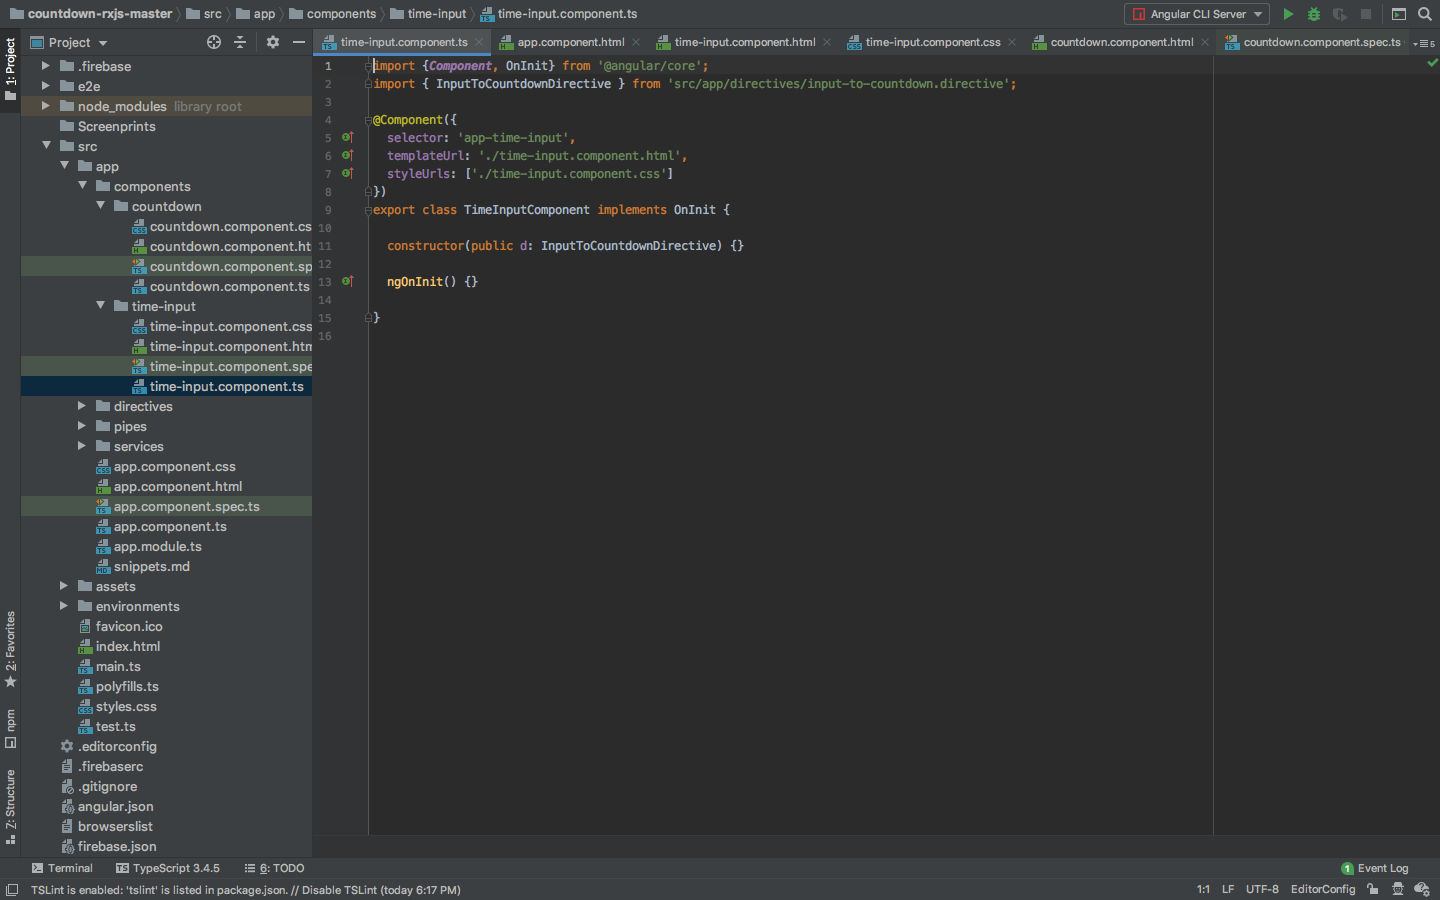 countdown-rxjs-master src app components time-input time-input.component.ts Angular CLI Server
Project time-input.component.ts app.component.html time-input.component.html time-input.component.css countdown.component.html countdown.component.spec.ts 5
1: Project
2: Favorites
npm
7: Structure
.firebase
e2e
node_modules library root
Screenprints
src
app
components
countdown
countdown.component.cs
countdown.component.ht
countdown.component.sp
countdown.component.ts
time-input
time-input.component.css
time-input.component.htm
time-input.component.spe
time-input.component.ts
directives
pipes
services
app.component.css
app.component.html
app.component.spec.ts
app.component.ts
app.module.ts
snippets.md
assets
environments
favicon.ico
index.html
main.ts
polyfills.ts
styles.css
test.ts
.editorconfig
.firebaserc
.gitignore
angular.json
browserslist
firebase.json
1 import {Component, OnInit} from '@angular/core';
2 import { InputToCountdownDirective } from 'src/app/directives/input-to-countdown.directive';
3
4 @Component({
5 selector: 'app-time-input',
6 templateUrl: './time-input.component.html',
7 styleUrls: ['./time-input.component.css']
8 })
9 export class TimeInputComponent implements OnInit {
10
11 constructor(public d: InputToCountdownDirective) {}
12
13 ngOnInit() {}
14
15 }
16
Terminal TypeScript 3.4.5 6: TODO 1 Event Log
TSLint is enabled: 'tslint' is listed in package.json. // Disable TSLint (today 6:17 PM) 1:1 LF UTF-8 EditorConfig